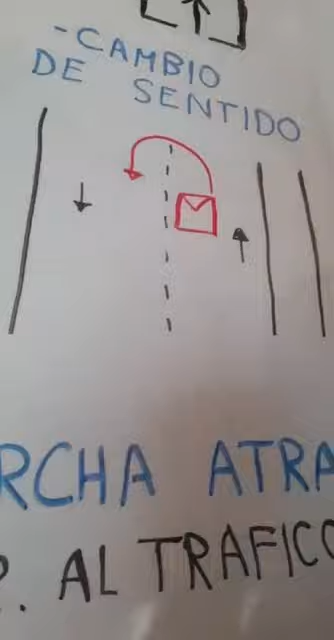 -CAMBIO
DE SENTIDO
RCHA ATRA
. AL TRAFICO